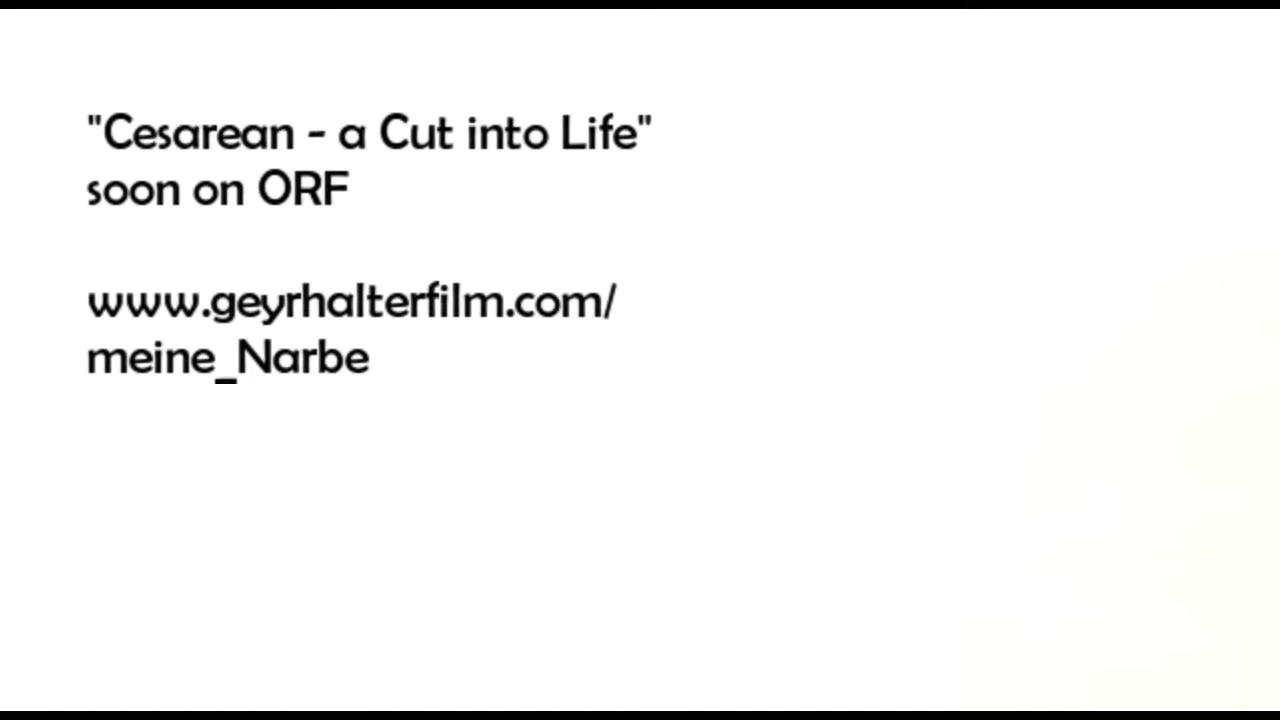 "Cesarean - a Cut into Life"
soon on ORF
www.geyrhalterfilm.com/
meine_Narbe